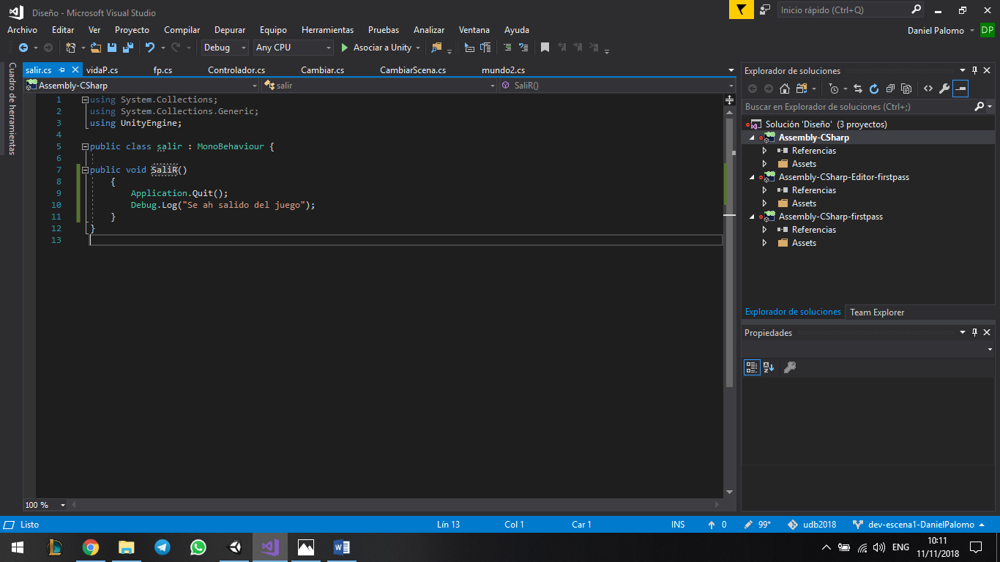 Diseño - Microsoft Visual Studio
Inicio rápido (Ctrl+Q)
Archivo Editar Ver Proyecto Compilar Depurar Equipo Herramientas Pruebas Analizar Ventana Ayuda
Daniel Palomo DP
Debug Any CPU Asociar a Unity
Cuadro de herramientas
salir.cs vidaP.cs fp.cs Controlador.cs Cambiar.cs CambiarScena.cs mundo2.cs
Assembly-CSharp salir SaliR()
1 using System.Collections;
2 using System.Collections.Generic;
3 using UnityEngine;
4
5 public class salir : MonoBehaviour {
6
7 public void SaliR()
8 {
9 Application.Quit();
10 Debug.Log("Se ah salido del juego");
11 }
12 }
13
100 %
Explorador de soluciones
Buscar en Explorador de soluciones (Ctrl+;)
Solución 'Diseño' (3 proyectos)
Assembly-CSharp
Referencias
Assets
Assembly-CSharp-Editor-firstpass
Referencias
Assets
Assembly-CSharp-firstpass
Referencias
Assets
Explorador de soluciones Team Explorer
Propiedades
Listo Lín 13 Col 1 Car 1 INS 0 99* udb2018 dev-escena1-DanielPalomo
ENG 10:11
11/11/2018